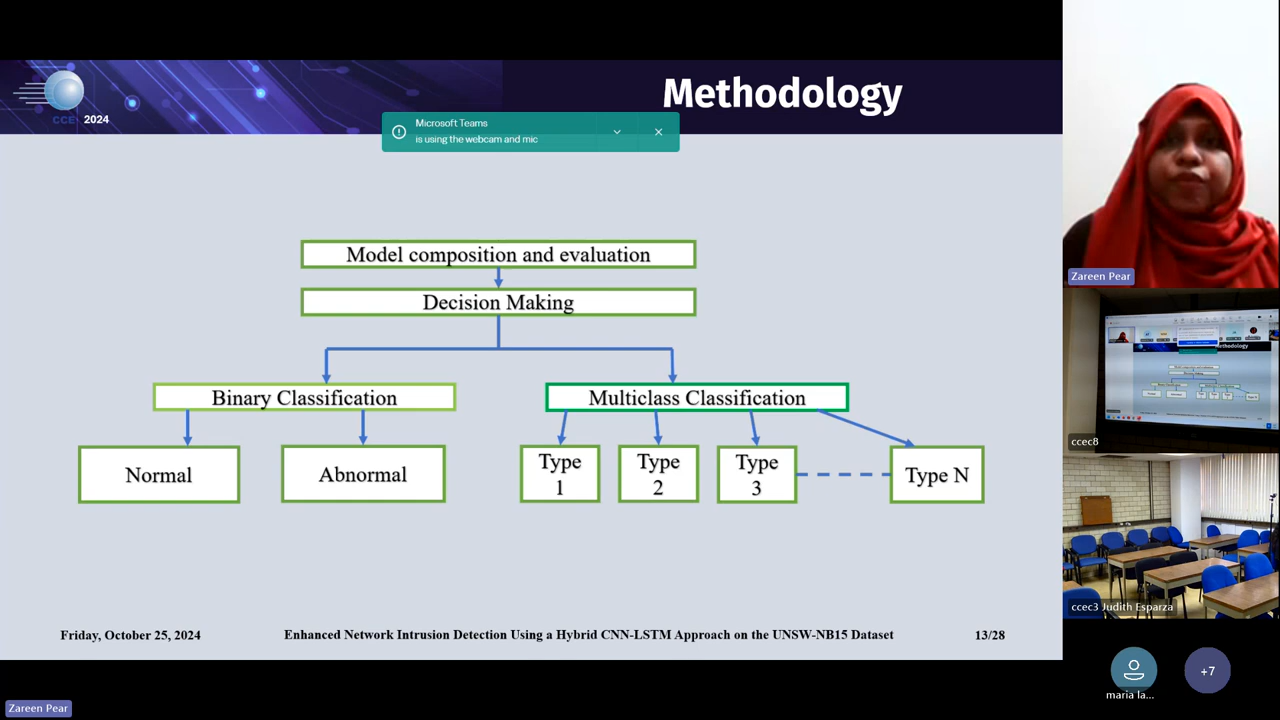 CCE 2024
Methodology
Microsoft Teams
is using the webcam and mic
Model composition and evaluation
Decision Making
Binary Classification
Multiclass Classification
Normal
Abnormal
Type
1
Type
2
Type
3
Type N
Friday, October 25, 2024
Enhanced Network Intrusion Detection Using a Hybrid CNN-LSTM Approach on the UNSW-NB15 Dataset
13/28
Zareen Pear
Zareen Pear
ccec8
Methodology
ccec3 Judith Esparza
maria la...
+7